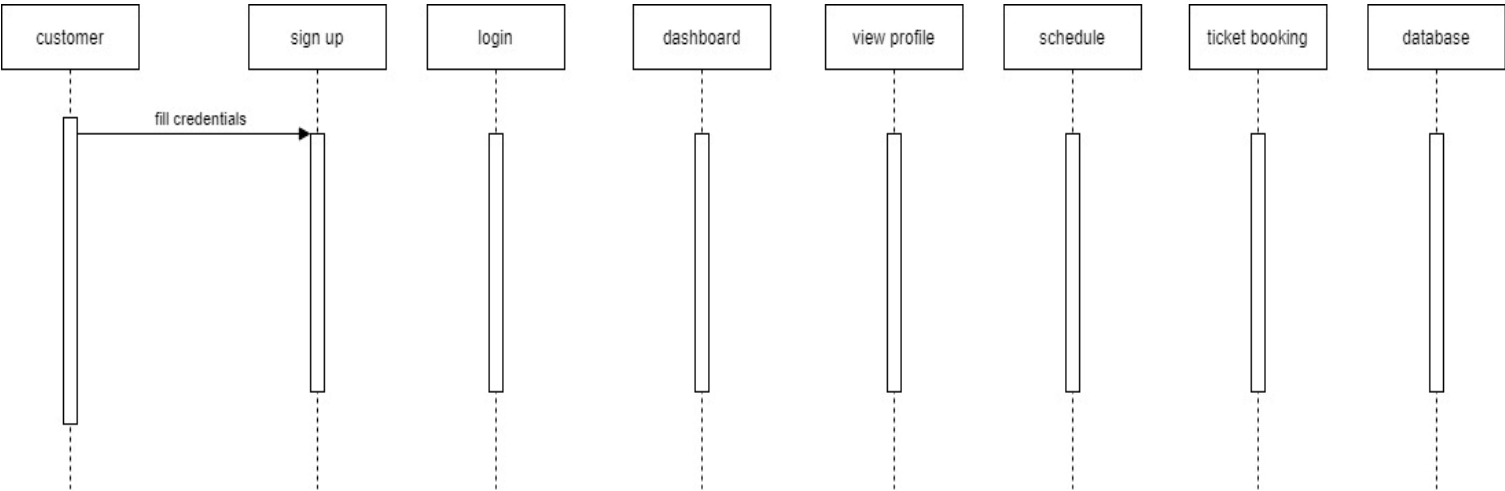 customer
sign up
login
dashboard
view profile
schedule
ticket booking
database
fill credentials